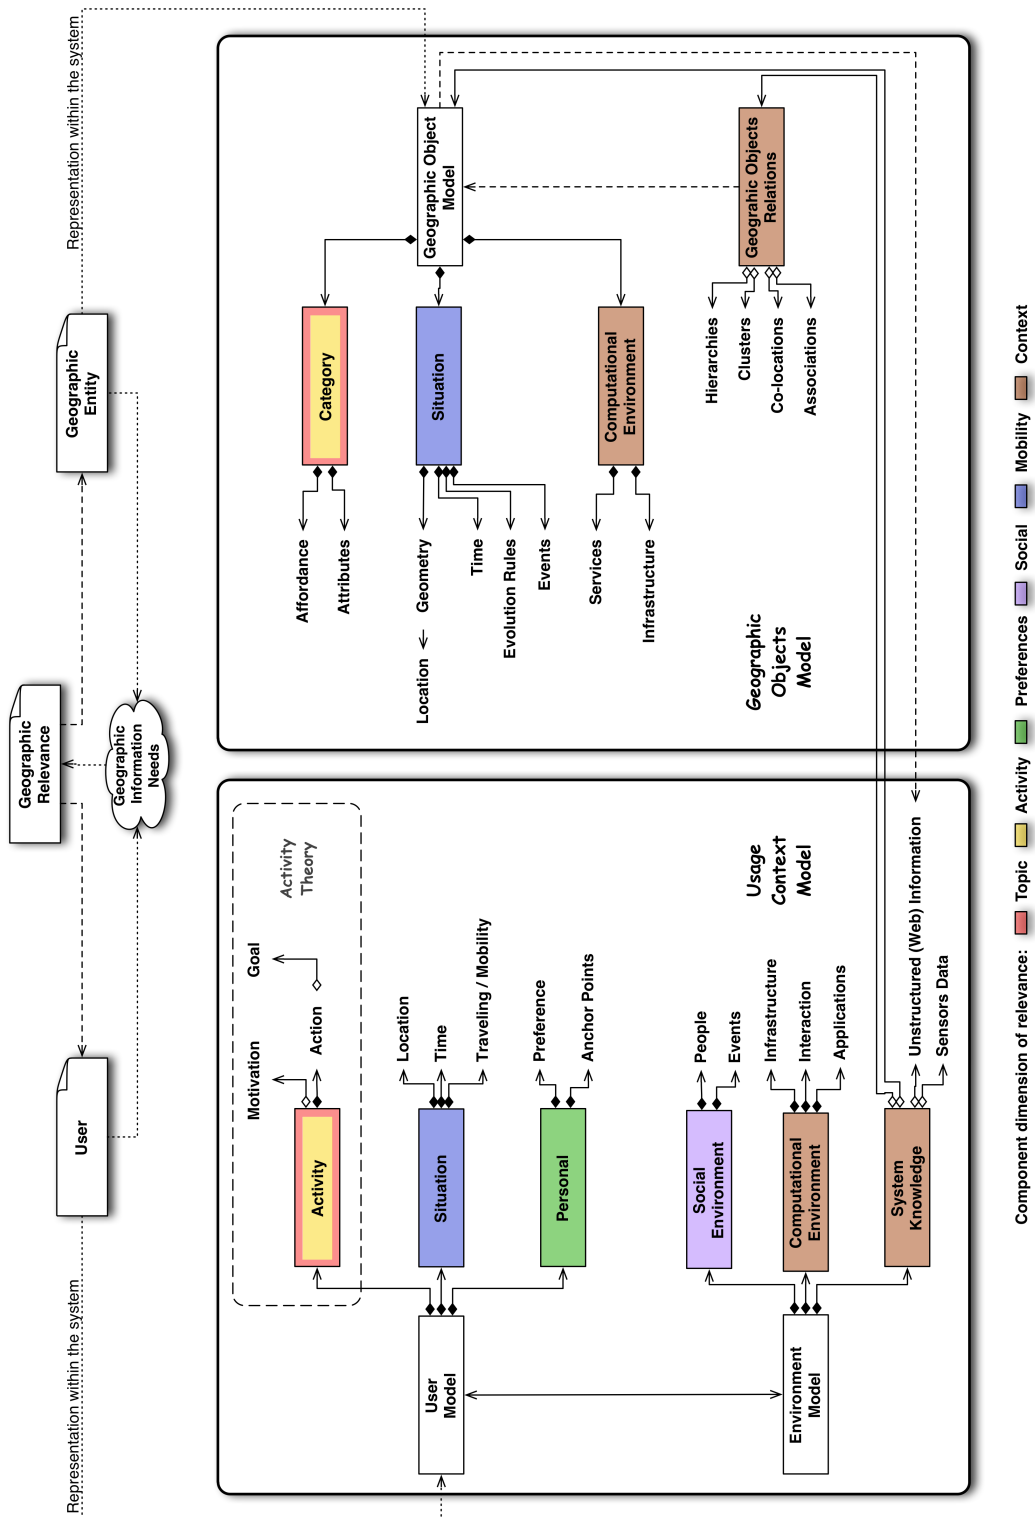 Representation within the system
Representation within the system
Geographic
Relevance
User
Geographic
Entity
Geographic
Information
Needs
Activity
Theory
Motivation
Goal
Activity
Action
User
Model
Situation
Location
Time
Traveling / Mobility
Personal
Preference
Anchor Points
Usage
Context
Model
Environment
Model
Social
Environment
People
Events
Computational
Environment
Infrastructure
Interaction
Applications
System
Knowledge
Unstructured (Web) Information
Sensors Data
Affordance
Attributes
Category
Location
Geometry
Time
Evolution Rules
Events
Situation
Geographic Object
Model
Services
Infrastructure
Computational
Environment
Geographic
Objects
Model
Hierarchies
Clusters
Co-locations
Associations
Geograhic Objects
Relations
Component dimension of relevance: Topic Activity Preferences Social Mobility Context